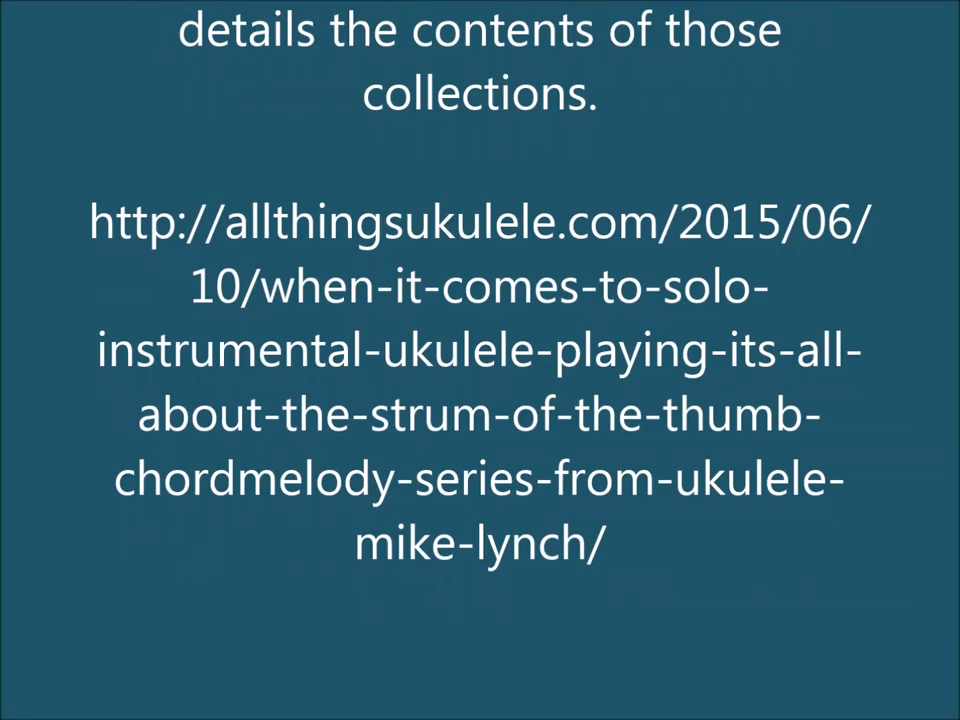 details the contents of those
collections.
http://allthingsukulele.com/2015/06/
10/when-it-comes-to-solo-
instrumental-ukulele-playing-its-all-
about-the-strum-of-the-thumb-
chordmelody-series-from-ukulele-
mike-lynch/